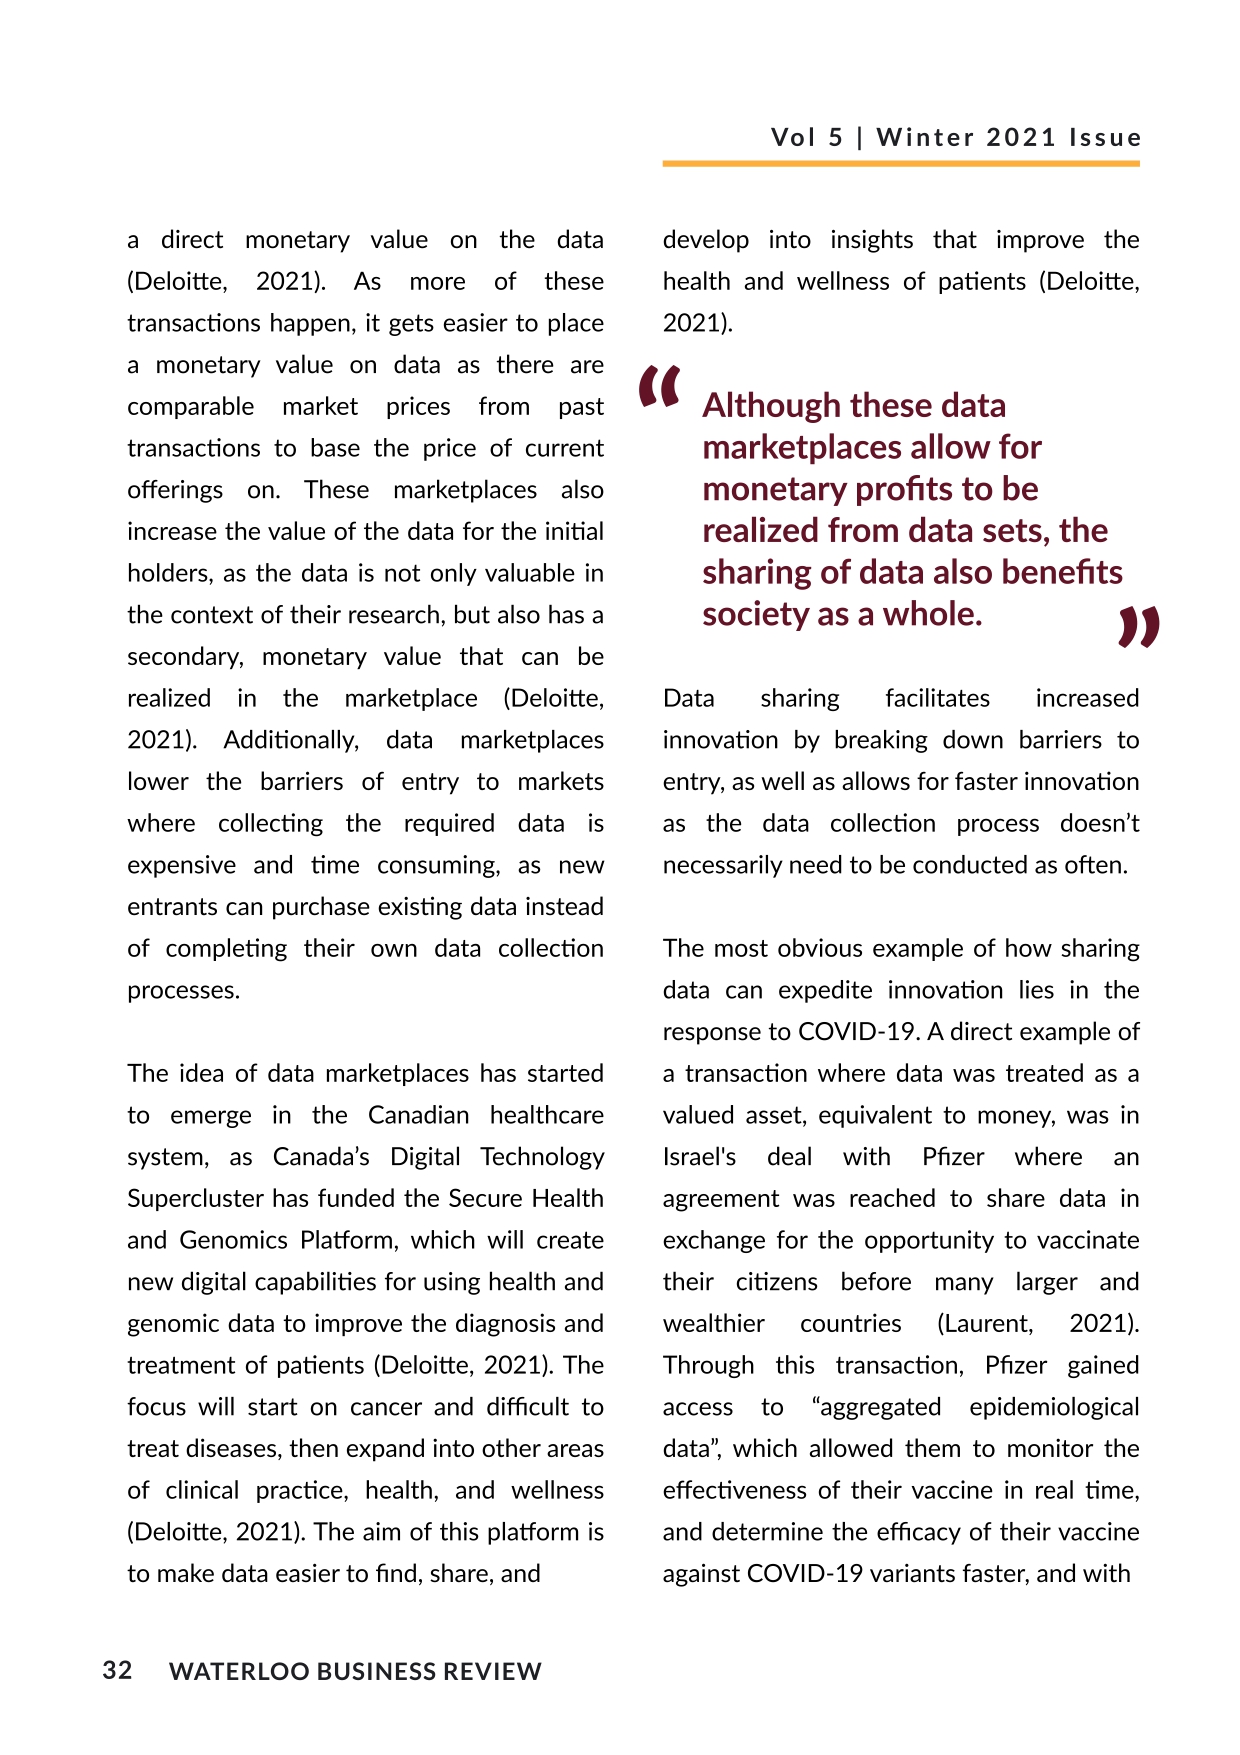 Vol 5 | Winter 2021 Issue
a direct monetary value on the data
(Deloitte, 2021). As more of these
transactions happen, it gets easier to place
a monetary value on data as there are
comparable market prices from past
transactions to base the price of current
offerings on. These marketplaces also
increase the value of the data for the initial
holders, as the data is not only valuable in
the context of their research, but also has a
secondary, monetary value that can be
realized in the marketplace (Deloitte,
2021). Additionally, data marketplaces
lower the barriers of entry to markets
where collecting the required data is
expensive and time consuming, as new
entrants can purchase existing data instead
of completing their own data collection
processes.
The idea of data marketplaces has started
to emerge in the Canadian healthcare
system, as Canada’s Digital Technology
Supercluster has funded the Secure Health
and Genomics Platform, which will create
new digital capabilities for using health and
genomic data to improve the diagnosis and
treatment of patients (Deloitte, 2021). The
focus will start on cancer and difficult to
treat diseases, then expand into other areas
of clinical practice, health, and wellness
(Deloitte, 2021). The aim of this platform is
to make data easier to find, share, and
develop into insights that improve the
health and wellness of patients (Deloitte,
2021).
“Although these data
marketplaces allow for
monetary profits to be
realized from data sets, the
sharing of data also benefits
society as a whole.”
Data sharing facilitates increased
innovation by breaking down barriers to
entry, as well as allows for faster innovation
as the data collection process doesn’t
necessarily need to be conducted as often.
The most obvious example of how sharing
data can expedite innovation lies in the
response to COVID-19. A direct example of
a transaction where data was treated as a
valued asset, equivalent to money, was in
Israel's deal with Pfizer where an
agreement was reached to share data in
exchange for the opportunity to vaccinate
their citizens before many larger and
wealthier countries (Laurent, 2021).
Through this transaction, Pfizer gained
access to “aggregated epidemiological
data”, which allowed them to monitor the
effectiveness of their vaccine in real time,
and determine the efficacy of their vaccine
against COVID-19 variants faster, and with
32 WATERLOO BUSINESS REVIEW